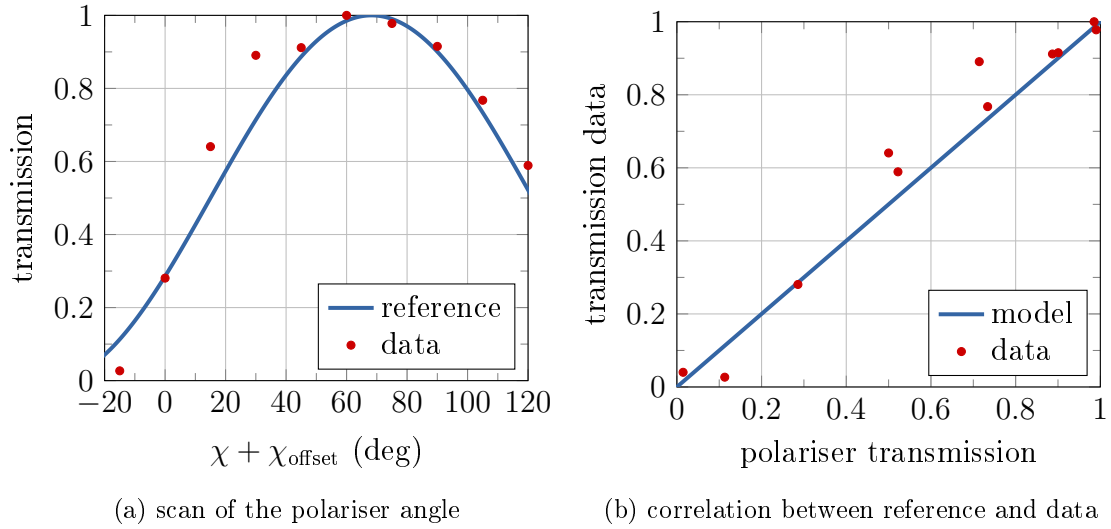 1
0.8
0.6
0.4
0.2
0
transmission
reference
data
−20 0 20 40 60 80 100 120
χ + χoffset (deg)
(a) scan of the polariser angle
1
0.8
0.6
0.4
0.2
0
transmission data
model
data
0 0.2 0.4 0.6 0.8 1
polariser transmission
(b) correlation between reference and data